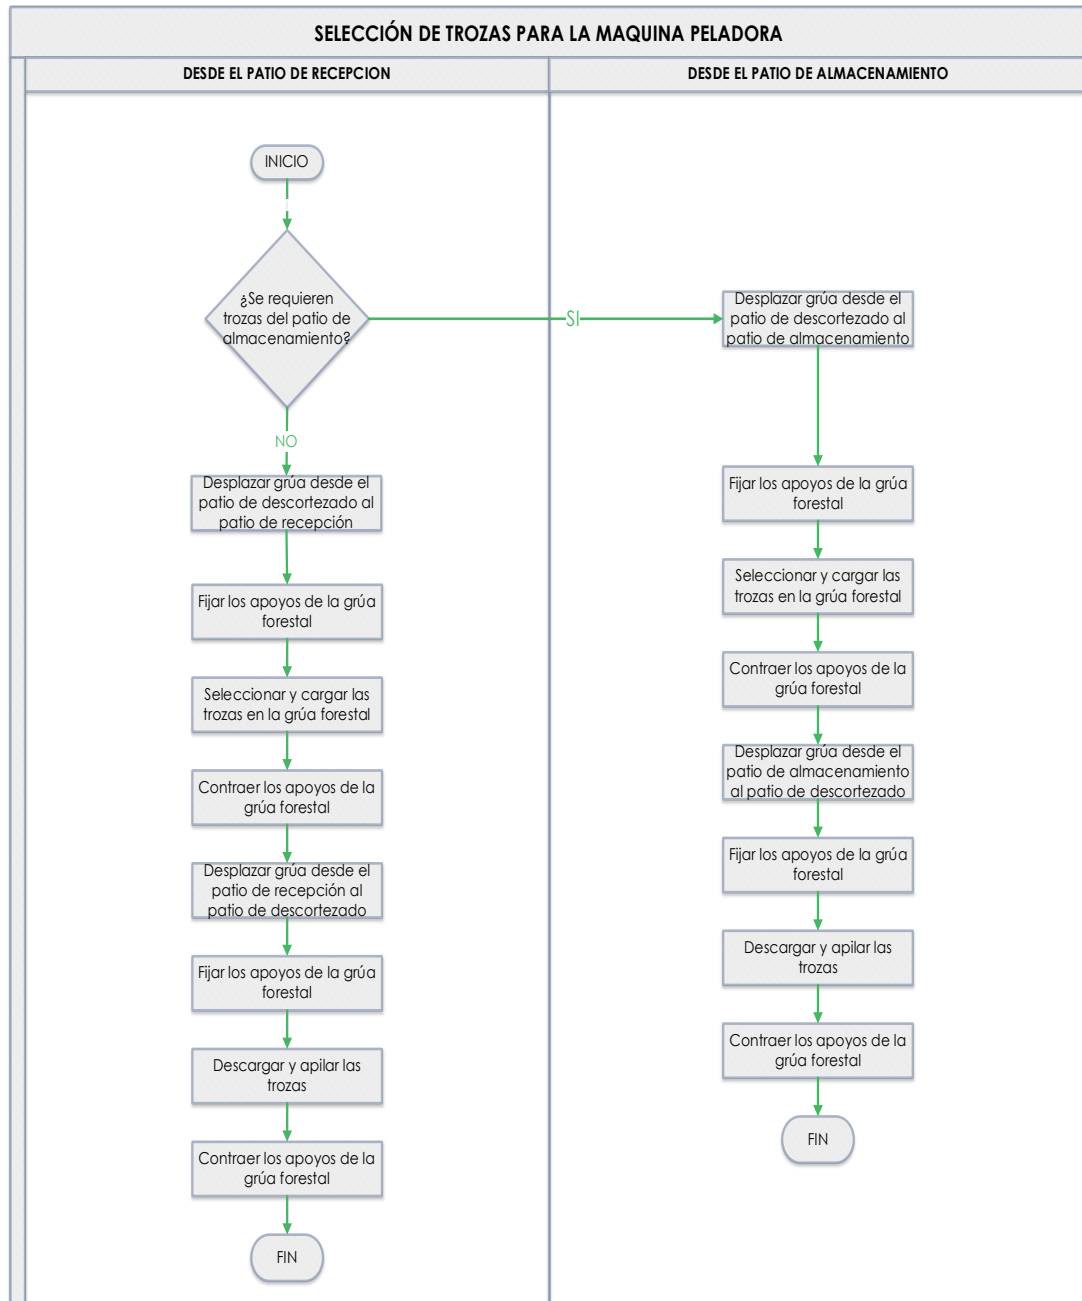 SELECCIÓN DE TROZAS PARA LA MAQUINA PELADORA
DESDE EL PATIO DE RECEPCION
DESDE EL PATIO DE ALMACENAMIENTO
INICIO
¿Se requieren
trozas del patio de
almacenamiento?
SI
NO
Desplazar grúa desde el
patio de descortezado al
patio de recepción
Fijar los apoyos de la grúa
forestal
Seleccionar y cargar las
trozas en la grúa forestal
Contraer los apoyos de la
grúa forestal
Desplazar grúa desde el
patio de recepción al
patio de descortezado
Fijar los apoyos de la grúa
forestal
Descargar y apilar las
trozas
Contraer los apoyos de la
grúa forestal
FIN
Desplazar grúa desde el
patio de descortezado al
patio de almacenamiento
Fijar los apoyos de la grúa
forestal
Seleccionar y cargar las
trozas en la grúa forestal
Contraer los apoyos de la
grúa forestal
Desplazar grúa desde el
patio de almacenamiento
al patio de descortezado
Fijar los apoyos de la grúa
forestal
Descargar y apilar las
trozas
Contraer los apoyos de la
grúa forestal
FIN